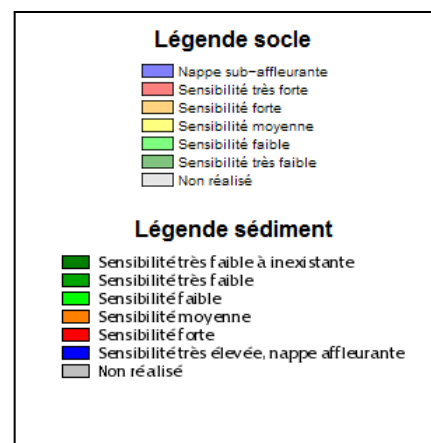 Légende socle
Nappe sub-affleurante
Sensibilité très forte
Sensibilité forte
Sensibilité moyenne
Sensibilité faible
Sensibilité très faible
Non réalisé
Légende sédiment
Sensibilité très faible à inexistante
Sensibilité très faible
Sensibilité faible
Sensibilité moyenne
Sensibilité forte
Sensibilité très élevée, nappe affleurante
Non réalisé